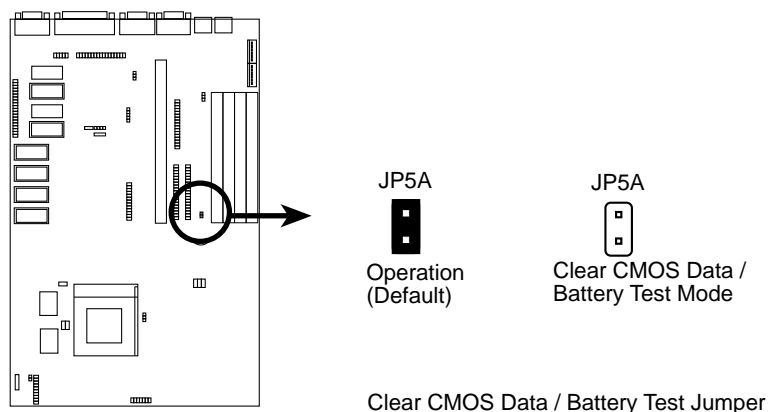 JP5A
Operation
(Default)
JP5A
Clear CMOS Data /
Battery Test Mode
Clear CMOS Data / Battery Test Jumper